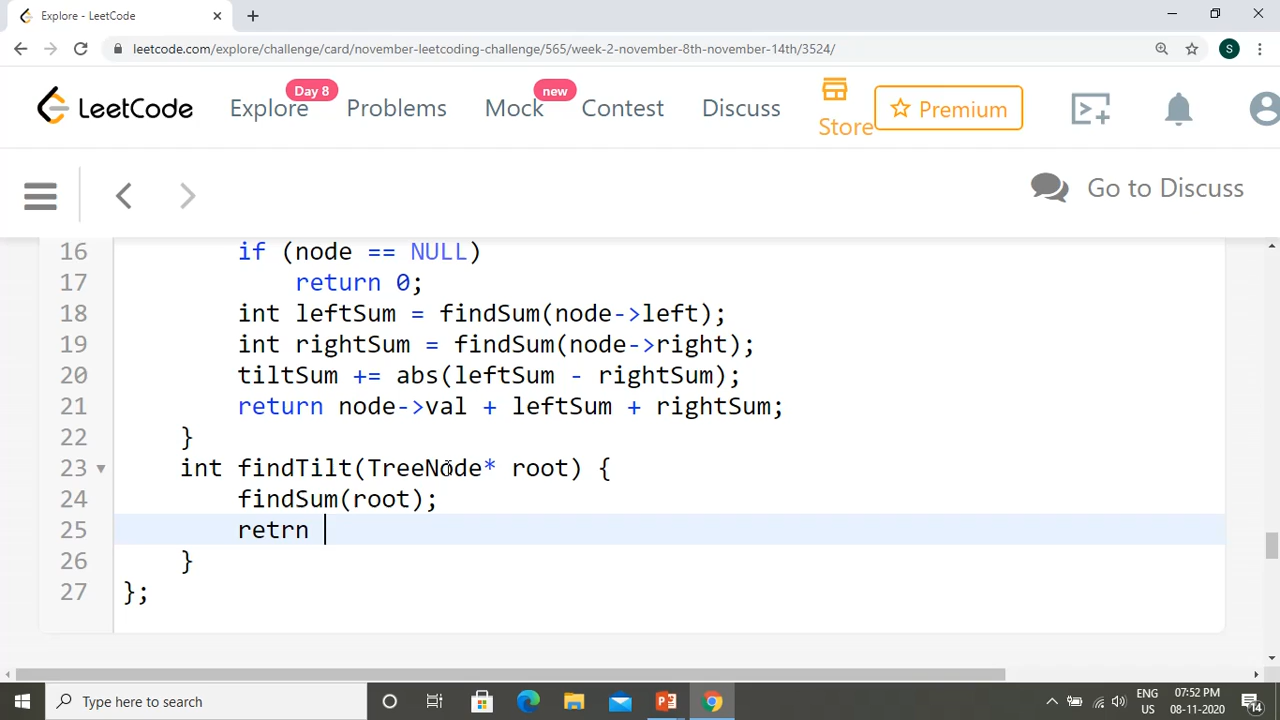 Explore - LeetCode
leetcode.com/explore/challenge/card/november-leetcoding-challenge/565/week-2-november-8th-november-14th/3524/
S
LeetCode
Explore
Day 8
Problems
Mock
new
Contest
Discuss
Store
Premium
Go to Discuss
16 if (node == NULL)
17 return 0;
18 int leftSum = findSum(node->left);
19 int rightSum = findSum(node->right);
20 tiltSum += abs(leftSum - rightSum);
21 return node->val + leftSum + rightSum;
22 }
23 int findTilt(TreeNode* root) {
24 findSum(root);
25 retrn
26 }
27 };
Type here to search
ENG
US
07:52 PM
08-11-2020
14